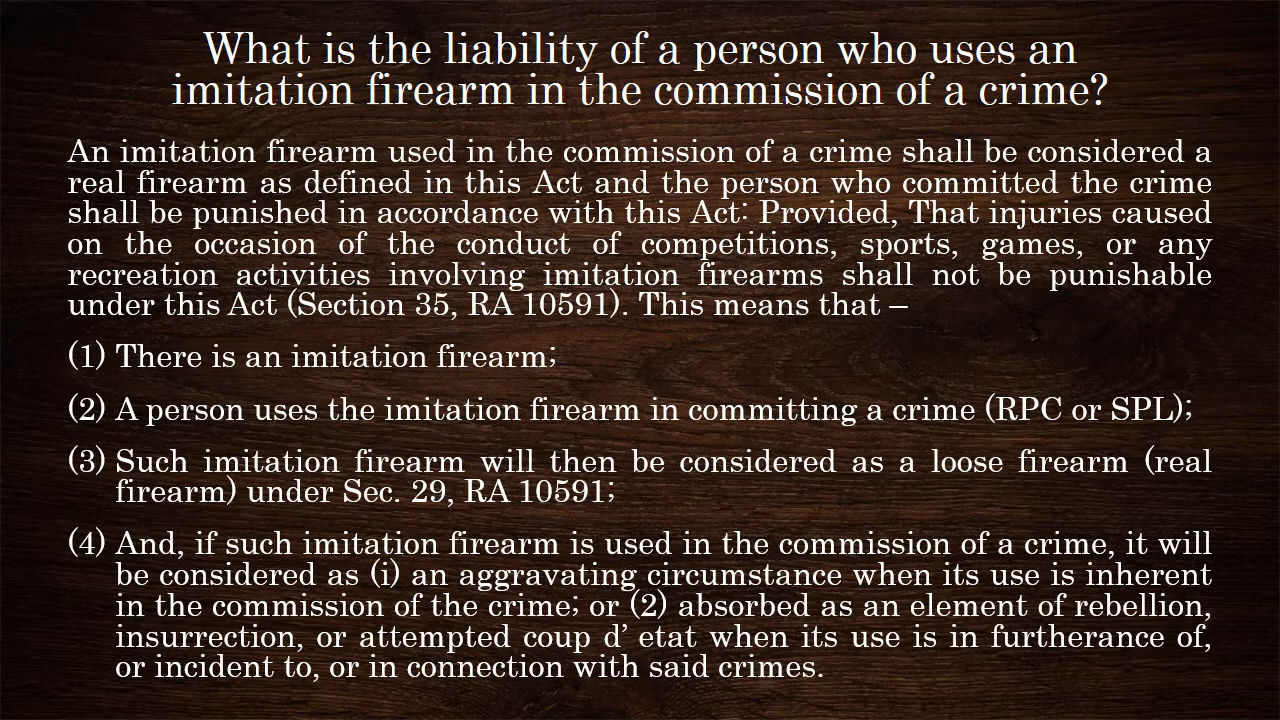 What is the liability of a person who uses an
imitation firearm in the commission of a crime?
An imitation firearm used in the commission of a crime shall be considered a
real firearm as defined in this Act and the person who committed the crime
shall be punished in accordance with this Act: Provided, That injuries caused
on the occasion of the conduct of competitions, sports, games, or any
recreation activities involving imitation firearms shall not be punishable
under this Act (Section 35, RA 10591). This means that –
(1) There is an imitation firearm;
(2) A person uses the imitation firearm in committing a crime (RPC or SPL);
(3) Such imitation firearm will then be considered as a loose firearm (real
firearm) under Sec. 29, RA 10591;
(4) And, if such imitation firearm is used in the commission of a crime, it will
be considered as (i) an aggravating circumstance when its use is inherent
in the commission of the crime; or (2) absorbed as an element of rebellion,
insurrection, or attempted coup d’ etat when its use is in furtherance of,
or incident to, or in connection with said crimes.